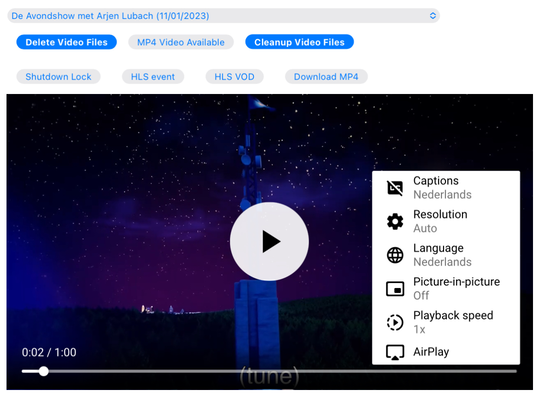 De Avondshow met Arjen Lubach (11/01/2023)
Delete Video Files
MP4 Video Available
Cleanup Video Files
Shutdown Lock
HLS event
HLS VOD
Download MP4
Captions
Nederlands
Resolution
Auto
Language
Nederlands
Picture-in-picture
Off
Playback speed
1x
AirPlay
0:02 / 1:00
(tune)